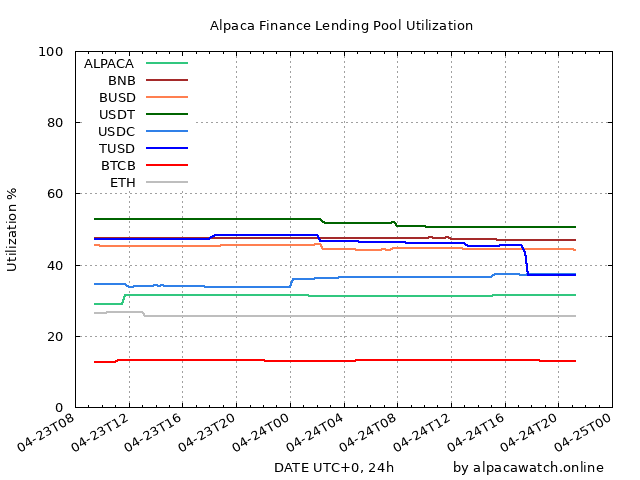 Alpaca Finance Lending Pool Utilization
100
80
60
40
20
0
Utilization %
ALPACA
BNB
BUSD
USDT
USDC
TUSD
BTCB
ETH
04-23T08
04-23T12
04-23T16
04-23T20
04-24T00
04-24T04
04-24T08
04-24T12
04-24T16
04-24T20
04-25T00
DATE UTC+0, 24h
by alpacawatch.online